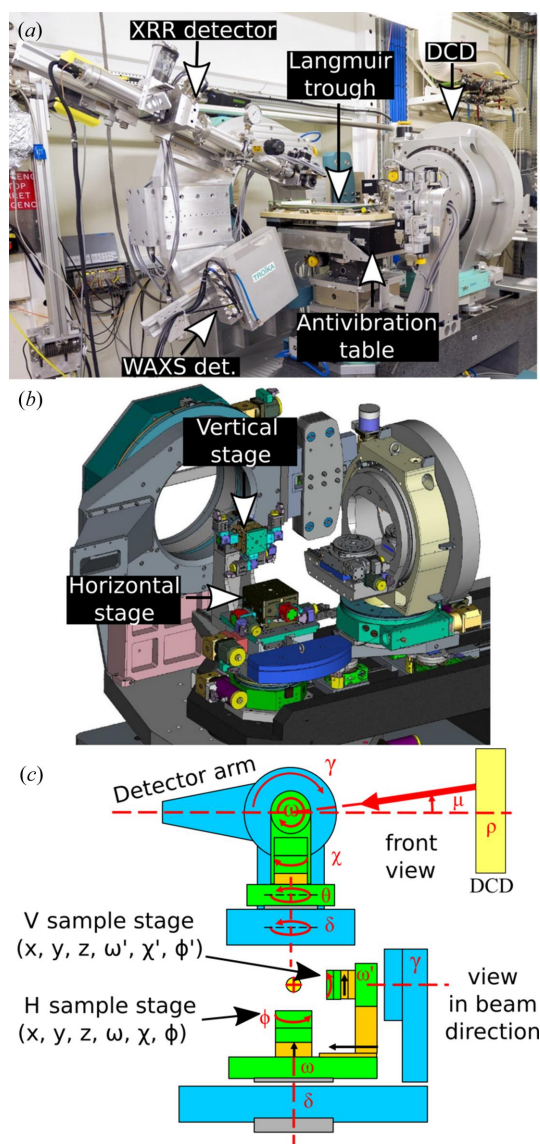 (a)
XRR detector
Langmuir
trough
DCD
TROIKA
WAXS det.
Antivibration
table
(b)
Vertical
stage
Horizontal
stage
(c)
Detector arm
γ
ω
μ
ρ
χ
front
view
DCD
θ
δ
V sample stage
(x, y, z, ω', χ', ϕ')
ω'
γ
view
in beam
direction
H sample stage
(x, y, z, ω, χ, ϕ)
ϕ
ω
δ